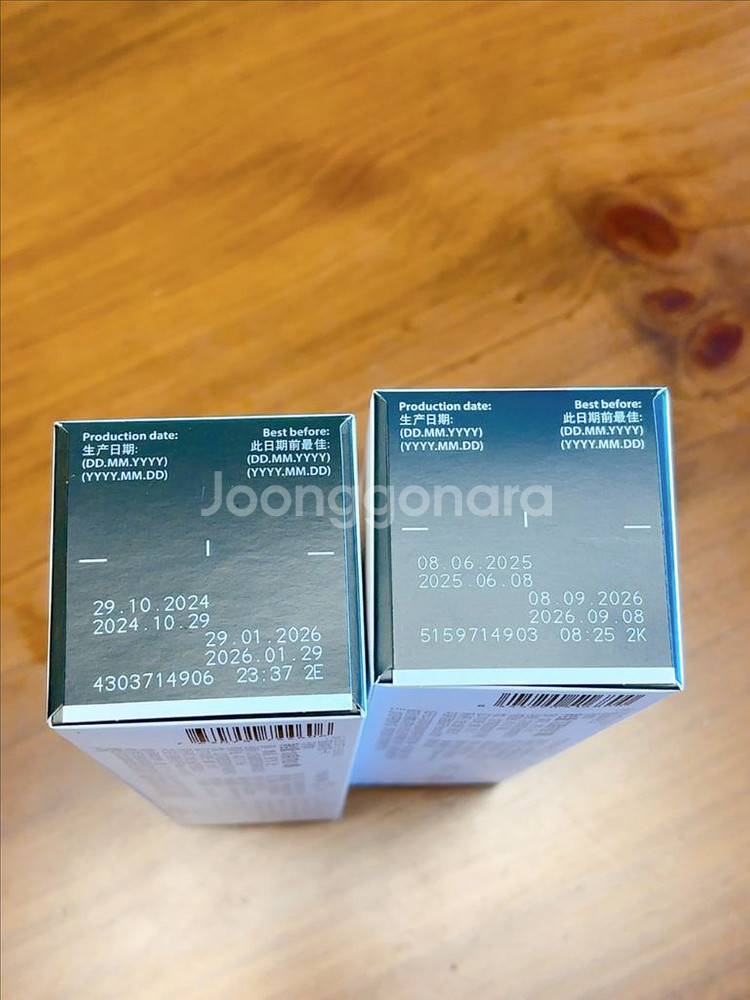 Production date:
生产日期:
(DD.MM.YYYY)
(YYYY.MM.DD)
Best before:
此日期前最佳:
(DD.MM.YYYY)
(YYYY.MM.DD)
29.10.2024
2024.10.29
29.01.2026
2026.01.29
4303714906 23:37 2E
Production date:
生产日期:
(DD.MM.YYYY)
(YYYY.MM.DD)
Best before:
此日期前最佳:
(DD.MM.YYYY)
(YYYY.MM.DD)
08.06.2025
2025.06.08
08.09.2026
2026.09.08
5159714903 08:25 2K
Joonggonara